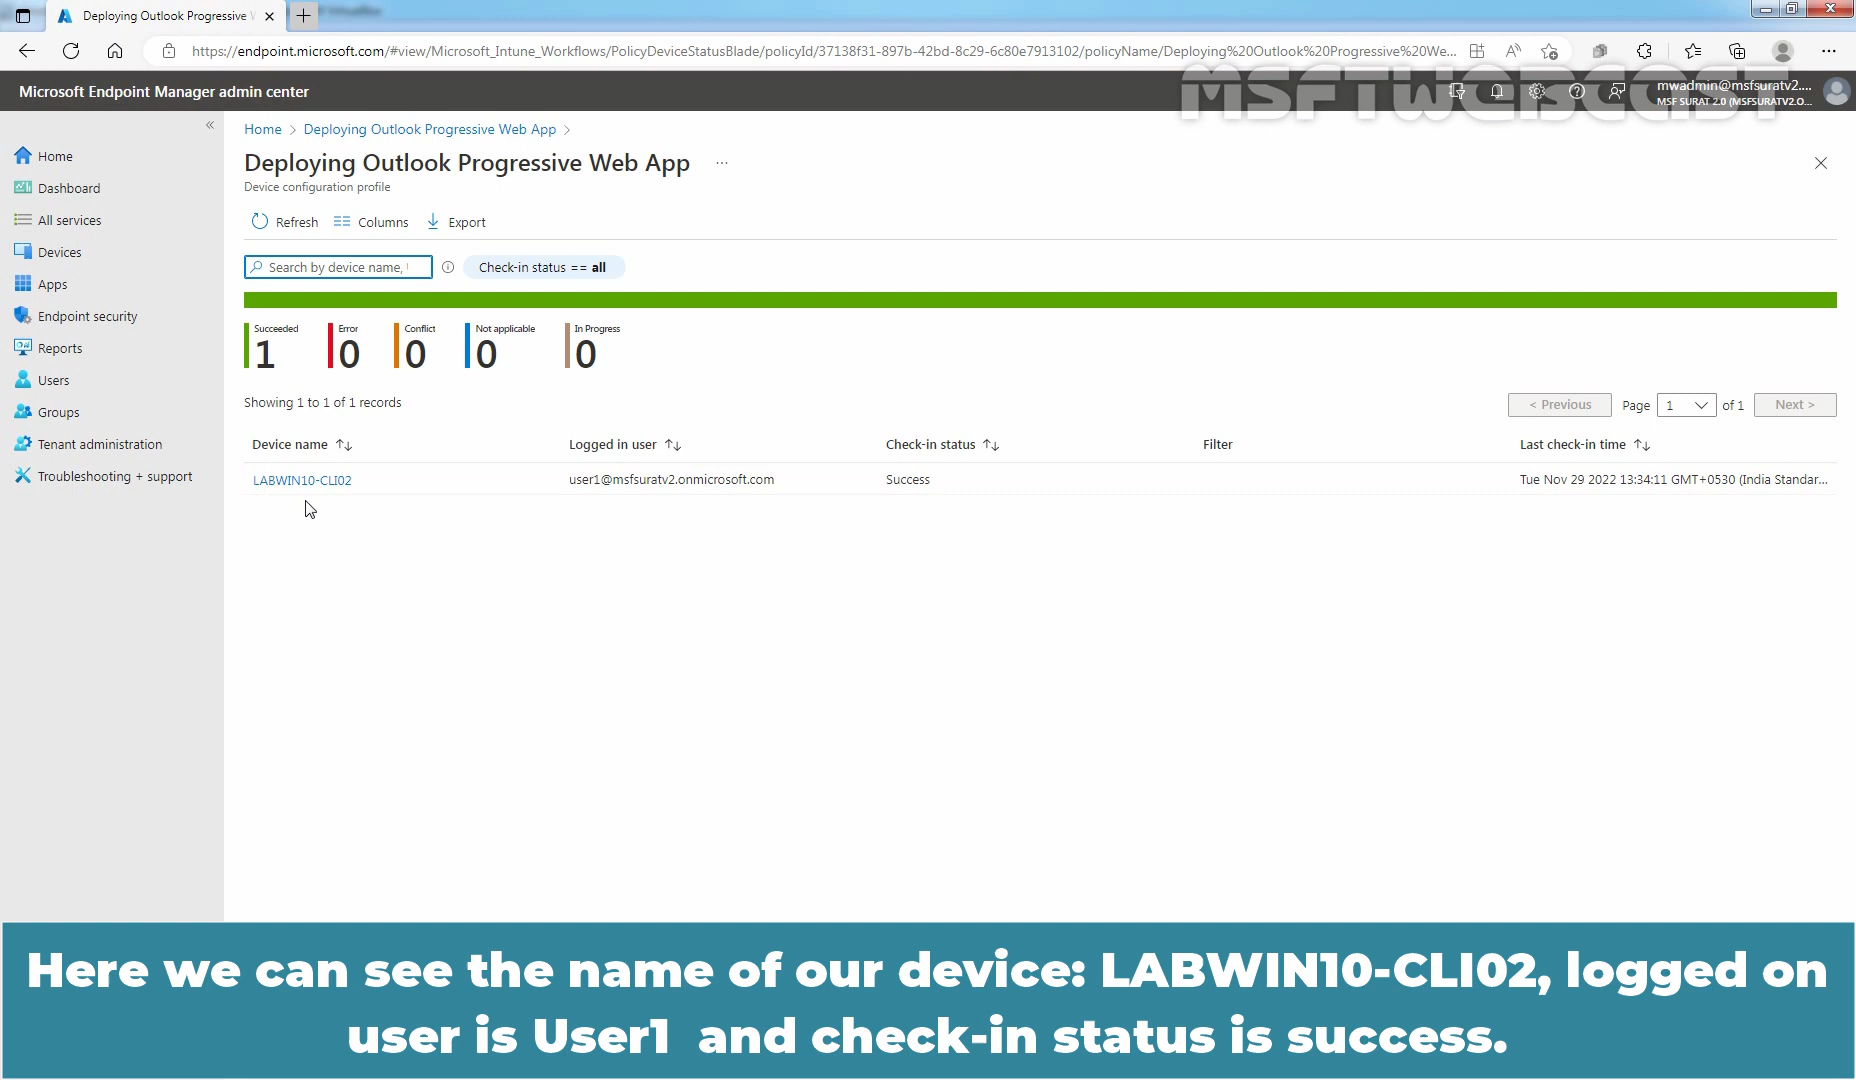 Deploying Outlook Progressive W
https://endpoint.microsoft.com/#view/Microsoft_Intune_Workflows/PolicyDeviceStatusBlade/policyId/37138f31-897b-42bd-8c29-6c80e7913102/policyName/Deploying%20Outlook%20Progressive%20We...
Microsoft Endpoint Manager admin center
MSFTWEBCAST
mwadmin@msfsuratv2....
MSF SURAT 2.0 (MSFSURATV2.O...
Home > Deploying Outlook Progressive Web App >
Deploying Outlook Progressive Web App ...
Device configuration profile
Home
Dashboard
All services
Devices
Apps
Endpoint security
Reports
Users
Groups
Tenant administration
Troubleshooting + support
Refresh Columns Export
Search by device name,
Check-in status == all
Succeeded Error Conflict Not applicable In Progress
1 0 0 0 0
Showing 1 to 1 of 1 records
< Previous Page 1 of 1 Next >
Device name Logged in user Check-in status Filter Last check-in time
LABWIN10-CLI02 user1@msfsuratv2.onmicrosoft.com Success Tue Nov 29 2022 13:34:11 GMT+0530 (India Standar...
Here we can see the name of our device: LABWIN10-CLI02, logged on
user is User1 and check-in status is success.